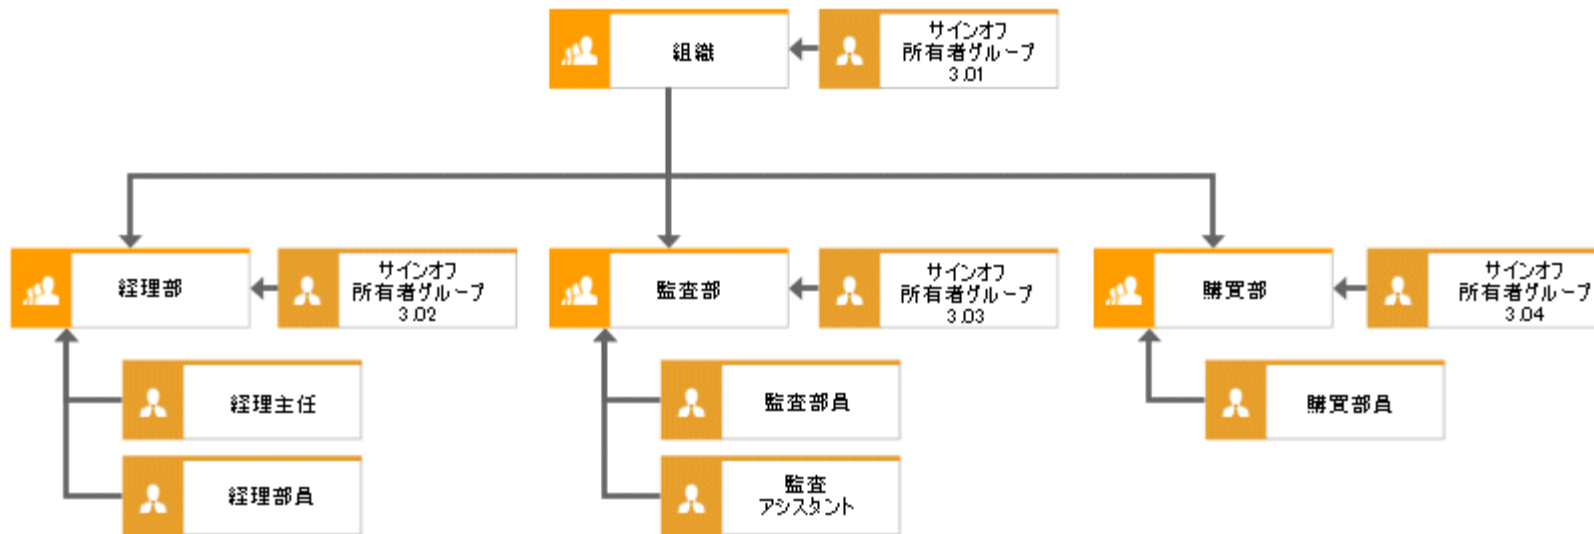 組織
サインオフ
所有者グループ
3.01
経理部
サインオフ
所有者グループ
3.02
監査部
サインオフ
所有者グループ
3.03
購買部
サインオフ
所有者グループ
3.04
経理主任
監査部員
購買部員
経理部員
監査
アシスタント